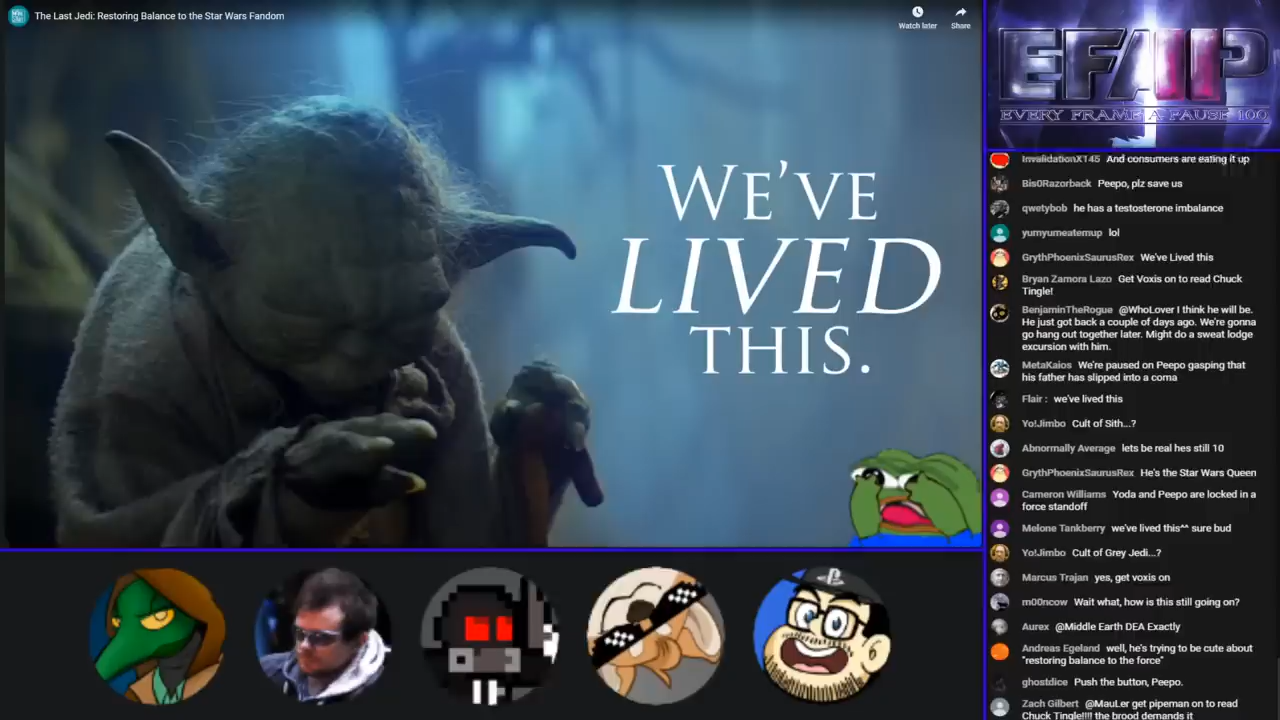 The Last Jedi: Restoring Balance to the Star Wars Fandom
Watch later
Share
WE'VE
LIVED
THIS.
EFAP
EVERY FRAME A PAUSE 100
InvalidationX145 And consumers are eating it up
Bis0Razorback Peepo, plz save us
qwetybob he has a testosterone imbalance
yumyumeatemup lol
GrythPhoenixSaurusRex We've Lived this
Bryan Zamora Lazo Get Voxis on to read Chuck
Tingle!
BenjaminTheRogue @WhoLover I think he will be.
He just got back a couple of days ago. We're gonna
go hang out together later. Might do a sweat lodge
excursion with him.
MetaKaios We're paused on Peepo gasping that
his father has slipped into a coma
Flair : we've lived this
Yo!Jimbo Cult of Sith...?
Abnormally Average lets be real hes still 10
GrythPhoenixSaurusRex He's the Star Wars Queen
Cameron Williams Yoda and Peepo are locked in a
force standoff
Melone Tankberry we've lived this^^ sure bud
Yo!Jimbo Cult of Grey Jedi...?
Marcus Trajan yes, get voxis on
m00ncow Wait what, how is this still going on?
Aurex @Middle Earth DEA Exactly
Andreas Egeland well, he's trying to be cute about
"restoring balance to the force"
ghostdice Push the button, Peepo.
Zach Gilbert @MauLer get pipeman on to read
Chuck Tingle!!!! the brood demands it